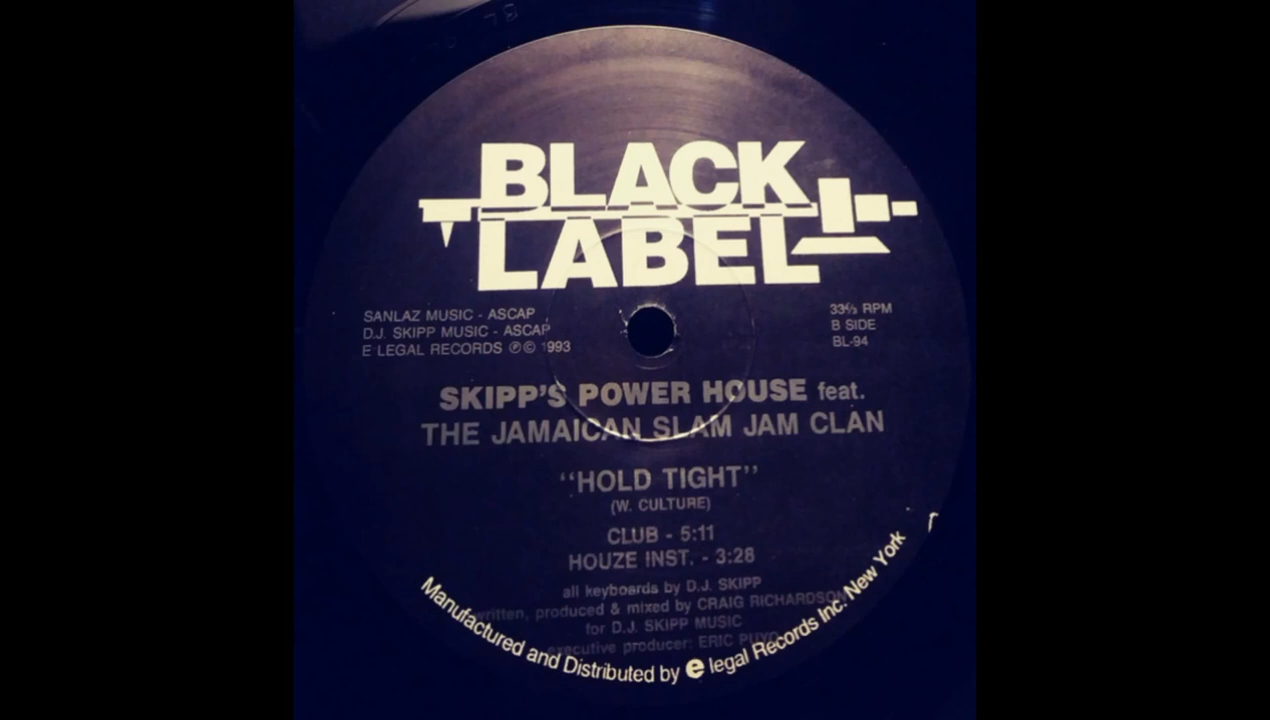 BLACK
LABEL
SANLAZ MUSIC - ASCAP
D.J. SKIPP MUSIC - ASCAP
E LEGAL RECORDS ℗© 1993
33⅓ RPM
B SIDE
BL-94
SKIPP'S POWER HOUSE feat.
THE JAMAICAN SLAM JAM CLAN
"HOLD TIGHT"
(W. CULTURE)
CLUB - 5:11
HOUZE INST. - 3:28
all keyboards by D.J. SKIPP
written, produced & mixed by CRAIG RICHARDSON
for D.J. SKIPP MUSIC
executive producer: ERIC PUYO
Manufactured and Distributed by e legal Records Inc. New York